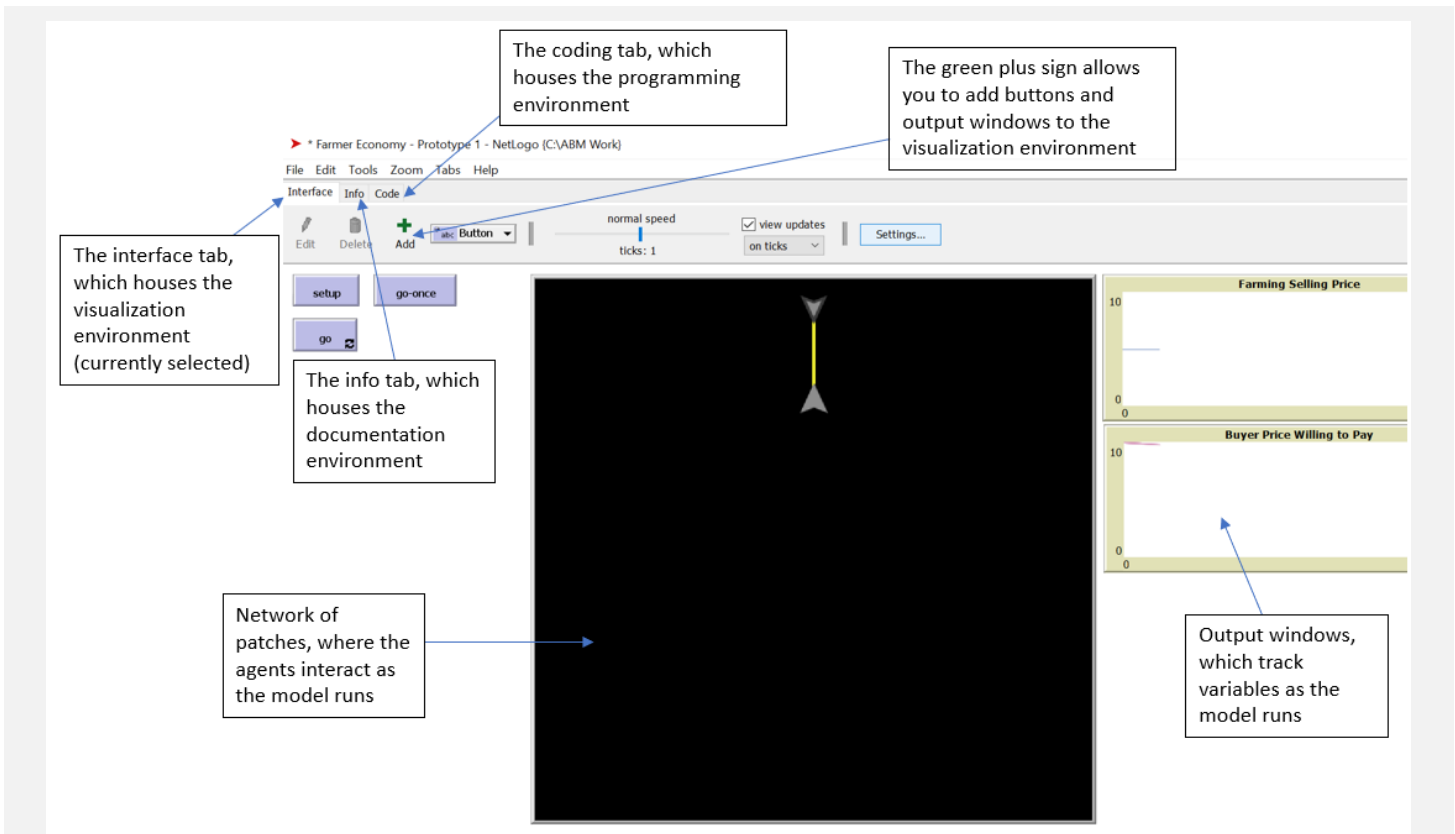 The coding tab, which
houses the programming
environment
The green plus sign allows
you to add buttons and
output windows to the
visualization environment
* Farmer Economy - Prototype 1 - NetLogo {C:\ABM Work}
File Edit Tools Zoom Tabs Help
Interface Info Code
Edit Delete Add abc Button normal speed ticks: 1 view updates on ticks Settings...
The interface tab,
which houses the
visualization
environment
(currently selected)
setup go-once
go
The info tab, which
houses the
documentation
environment
Farming Selling Price
10
0
0
Buyer Price Willing to Pay
10
0
0
Network of
patches, where the
agents interact as
the model runs
Output windows,
which track
variables as the
model runs